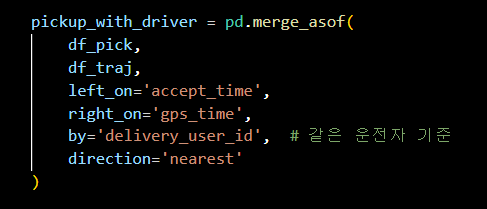 pickup_with_driver = pd.merge_asof(
    df_pick,
    df_traj,
    left_on='accept_time',
    right_on='gps_time',
    by='delivery_user_id',  # 같은 운전자 기준
    direction='nearest'
)